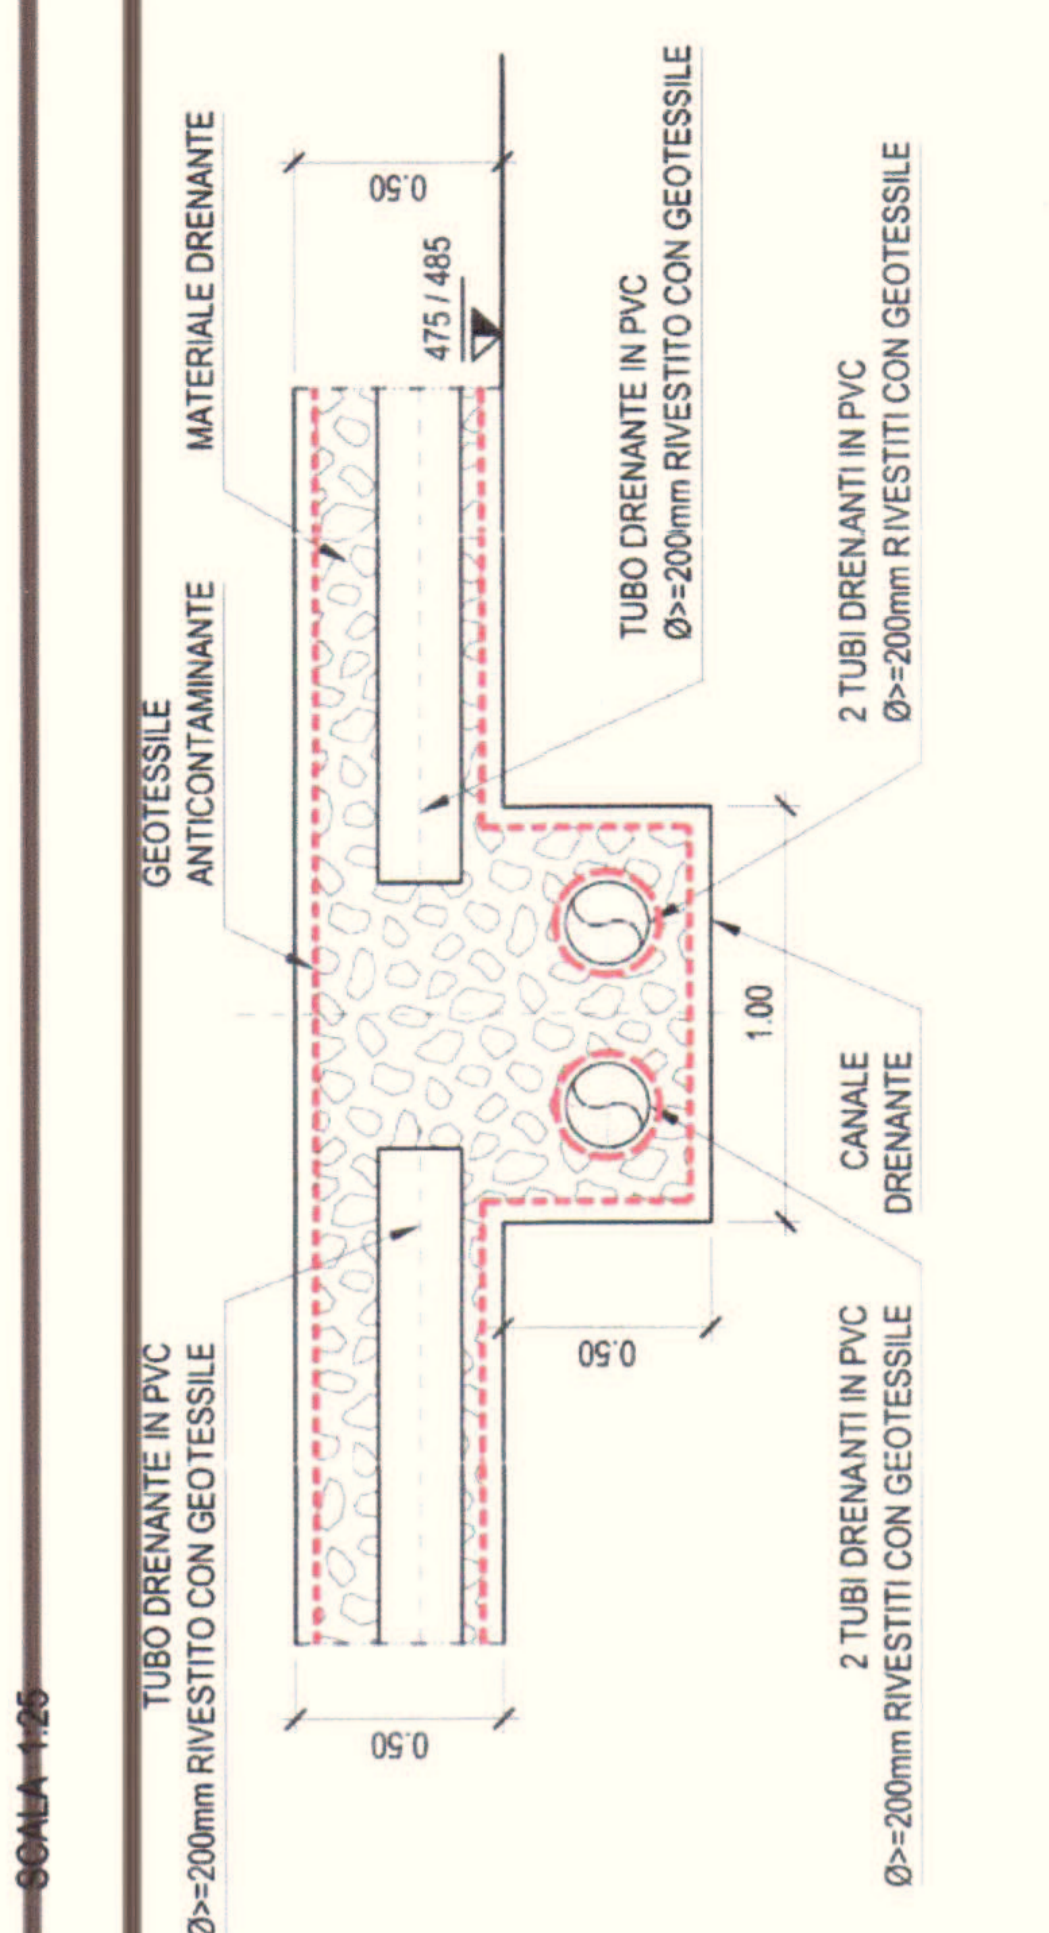 SCALA 1:25
TUBO DRENANTE IN PVC
Ø>=200mm RIVESTITO CON GEOTESSILE
GEOTESSILE
ANTICONTAMINANTE
MATERIALE DRENANTE
0.50
0.50
475 / 485
0.50
1.00
TUBO DRENANTE IN PVC
Ø>=200mm RIVESTITO CON GEOTESSILE
2 TUBI DRENANTI IN PVC
Ø>=200mm RIVESTITI CON GEOTESSILE
CANALE
DRENANTE
2 TUBI DRENANTI IN PVC
Ø>=200mm RIVESTITI CON GEOTESSILE